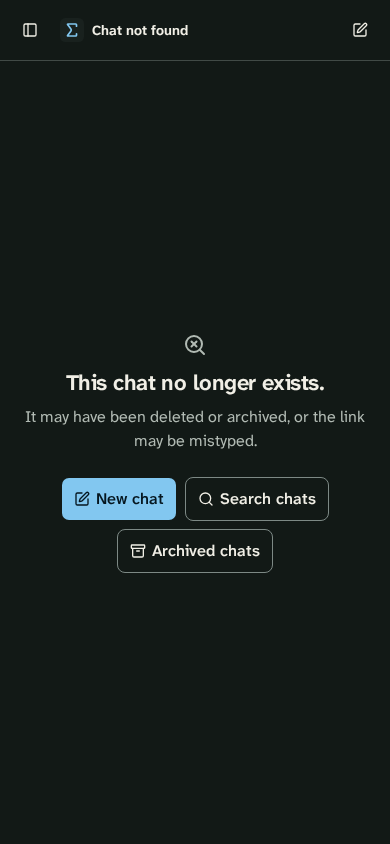 Chat not found
This chat no longer exists.
It may have been deleted or archived, or the link
may be mistyped.
New chat
Search chats
Archived chats